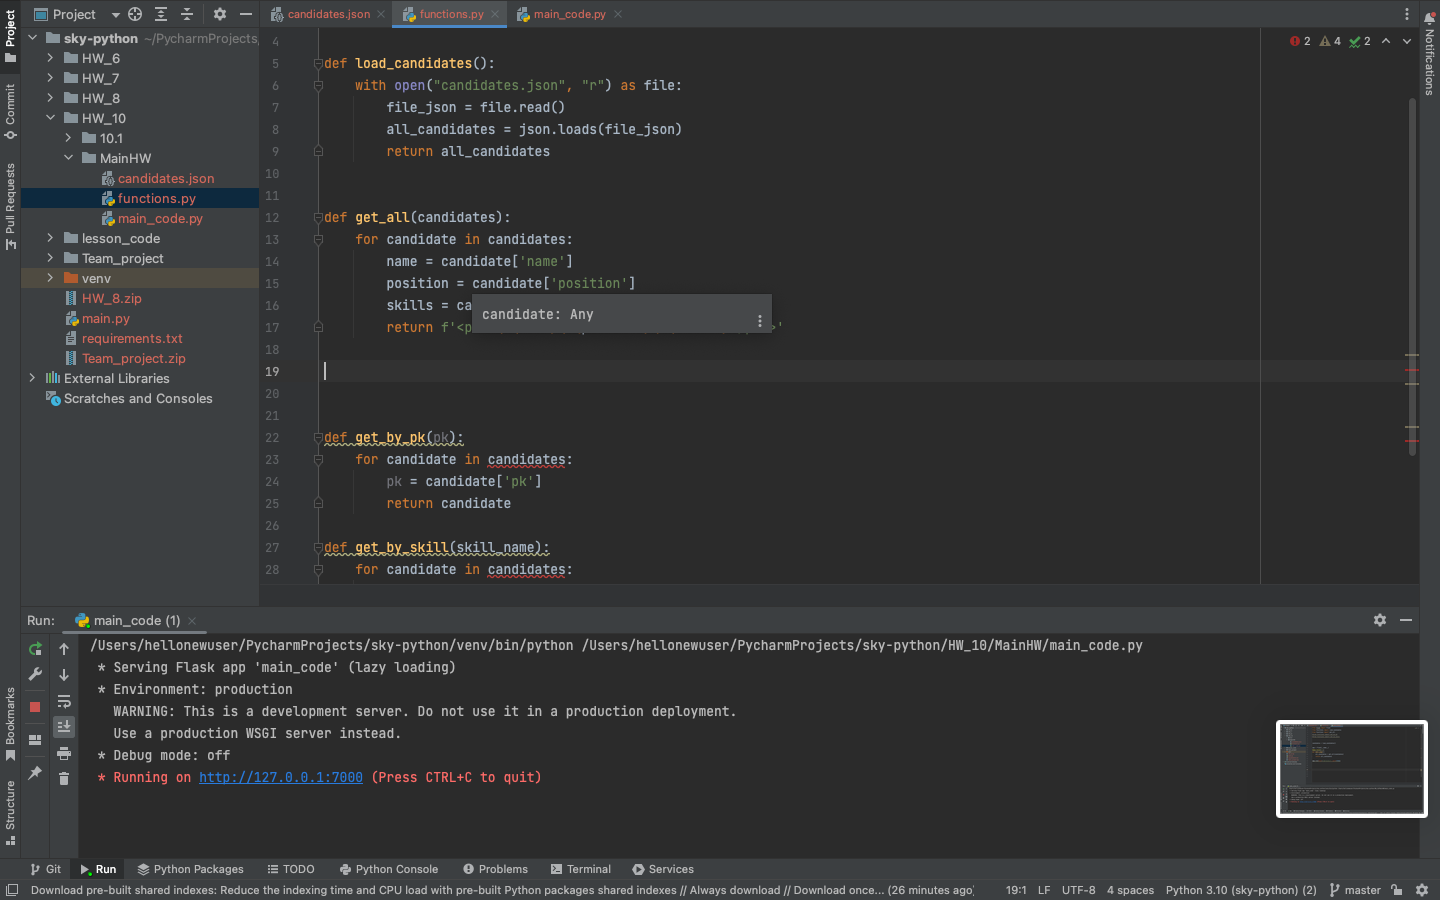 Project
candidates.json
functions.py
main_code.py
sky-python ~/PycharmProjects,
HW_6
HW_7
HW_8
HW_10
10.1
MainHW
candidates.json
functions.py
main_code.py
lesson_code
Team_project
venv
HW_8.zip
main.py
requirements.txt
Team_project.zip
External Libraries
Scratches and Consoles
Project
Commit
Pull Requests
Bookmarks
Structure
Notifications
2 4 2
4
5 def load_candidates():
6 with open("candidates.json", "r") as file:
7 file_json = file.read()
8 all_candidates = json.loads(file_json)
9 return all_candidates
10
11
12 def get_all(candidates):
13 for candidate in candidates:
14 name = candidate['name']
15 position = candidate['position']
16 skills = ca
candidate: Any
17 return f'<p >'
18
19
20
21
22 def get_by_pk(pk):
23 for candidate in candidates:
24 pk = candidate['pk']
25 return candidate
26
27 def get_by_skill(skill_name):
28 for candidate in candidates:
Run: main_code (1)
/Users/hellonewuser/PycharmProjects/sky-python/venv/bin/python /Users/hellonewuser/PycharmProjects/sky-python/HW_10/MainHW/main_code.py
* Serving Flask app 'main_code' (lazy loading)
* Environment: production
WARNING: This is a development server. Do not use it in a production deployment.
Use a production WSGI server instead.
* Debug mode: off
* Running on http://127.0.0.1:7000 (Press CTRL+C to quit)
Git Run Python Packages TODO Python Console Problems Terminal Services
Download pre-built shared indexes: Reduce the indexing time and CPU load with pre-built Python packages shared indexes // Always download // Download once... (26 minutes ago) 19:1 LF UTF-8 4 spaces Python 3.10 (sky-python) (2) master